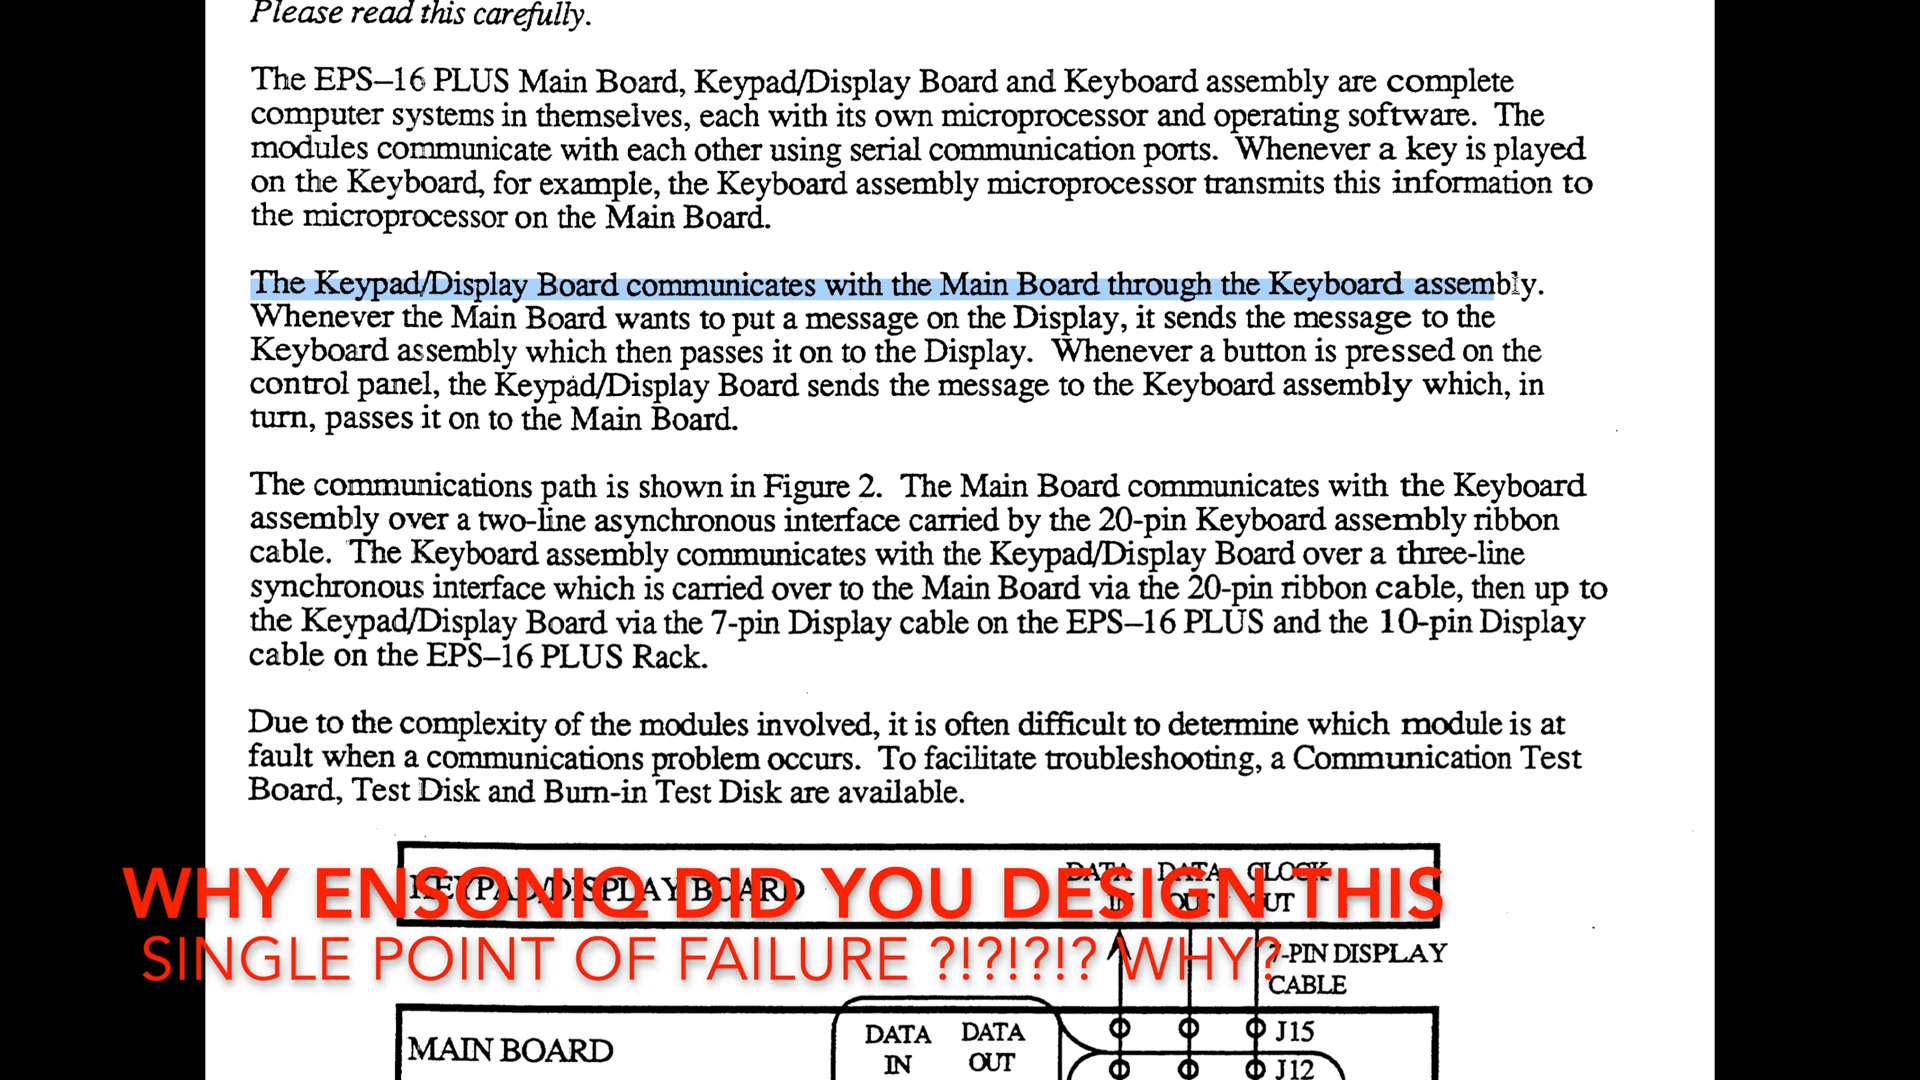 Please read this carefully.
The EPS–16 PLUS Main Board, Keypad/Display Board and Keyboard assembly are complete
computer systems in themselves, each with its own microprocessor and operating software. The
modules communicate with each other using serial communication ports. Whenever a key is played
on the Keyboard, for example, the Keyboard assembly microprocessor transmits this information to
the microprocessor on the Main Board.
The Keypad/Display Board communicates with the Main Board through the Keyboard assembly.
Whenever the Main Board wants to put a message on the Display, it sends the message to the
Keyboard assembly which then passes it on to the Display. Whenever a button is pressed on the
control panel, the Keypad/Display Board sends the message to the Keyboard assembly which, in
turn, passes it on to the Main Board.
The communications path is shown in Figure 2. The Main Board communicates with the Keyboard
assembly over a two-line asynchronous interface carried by the 20-pin Keyboard assembly ribbon
cable. The Keyboard assembly communicates with the Keypad/Display Board over a three-line
synchronous interface which is carried over to the Main Board via the 20-pin ribbon cable, then up to
the Keypad/Display Board via the 7-pin Display cable on the EPS–16 PLUS and the 10-pin Display
cable on the EPS–16 PLUS Rack.
Due to the complexity of the modules involved, it is often difficult to determine which module is at
fault when a communications problem occurs. To facilitate troubleshooting, a Communication Test
Board, Test Disk and Burn-in Test Disk are available.
KEYPAD/DISPLAY BOARD
DATA DATA CLOCK
IN OUT OUT
WHY ENSONIQ DID YOU DESIGN THIS
SINGLE POINT OF FAILURE ?!?!?!? WHY?
7-PIN DISPLAY
CABLE
MAIN BOARD
DATA DATA
IN OUT
J15
J12